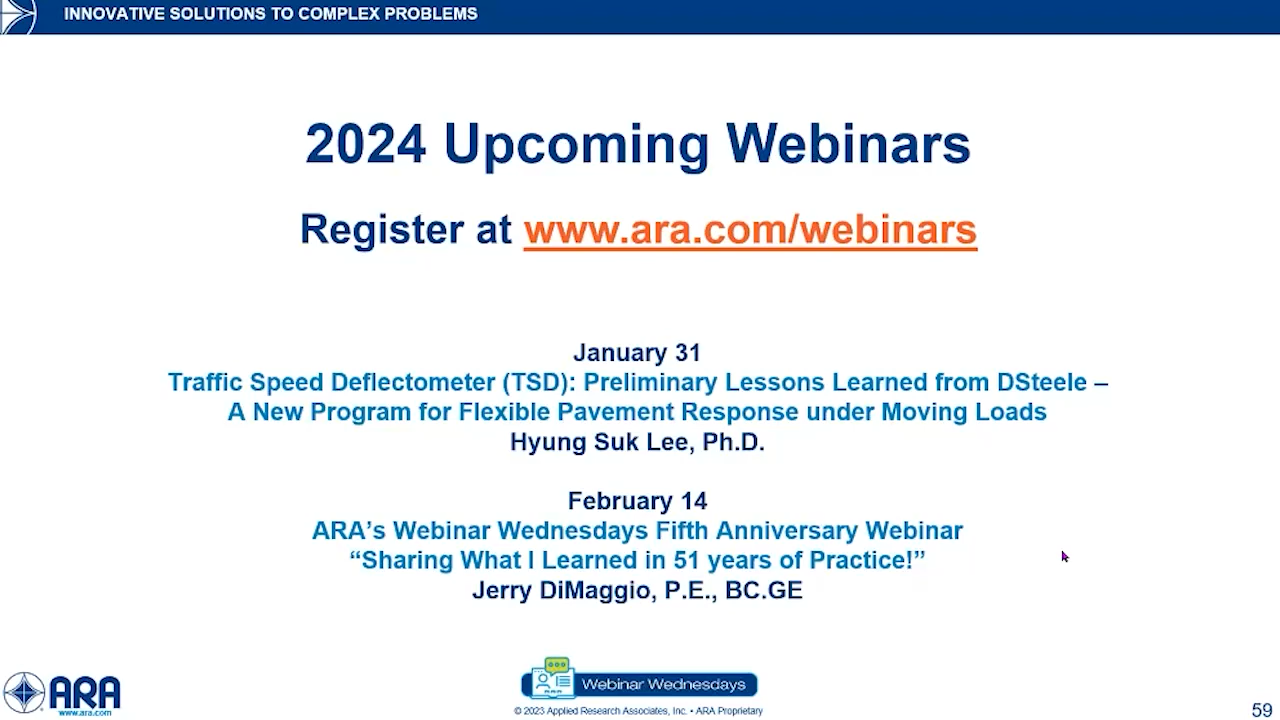 INNOVATIVE SOLUTIONS TO COMPLEX PROBLEMS
2024 Upcoming Webinars
Register at www.ara.com/webinars
January 31
Traffic Speed Deflectometer (TSD): Preliminary Lessons Learned from DSteele –
A New Program for Flexible Pavement Response under Moving Loads
Hyung Suk Lee, Ph.D.
February 14
ARA’s Webinar Wednesdays Fifth Anniversary Webinar
“Sharing What I Learned in 51 years of Practice!”
Jerry DiMaggio, P.E., BC.GE
ARA
www.ara.com
Webinar Wednesdays
© 2023 Applied Research Associates, Inc. • ARA Proprietary
59